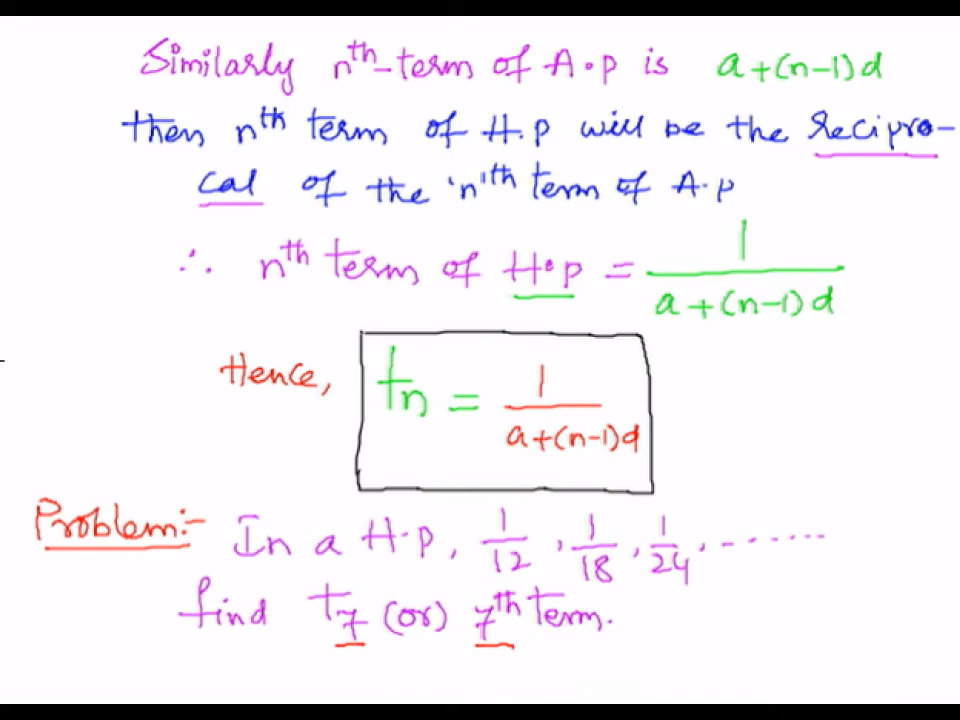 Similarly nth term of A.p is a+(n-1)d
then nth term of H.p will be the recipro-
cal of the 'n'th term of A.p
∴ nth term of H.p = 1/(a+(n-1)d)
Hence, tn = 1/(a+(n-1)d)
Problem:- In a H.p, 1/12, 1/18, 1/24, .......
find t7 (or) 7th term.